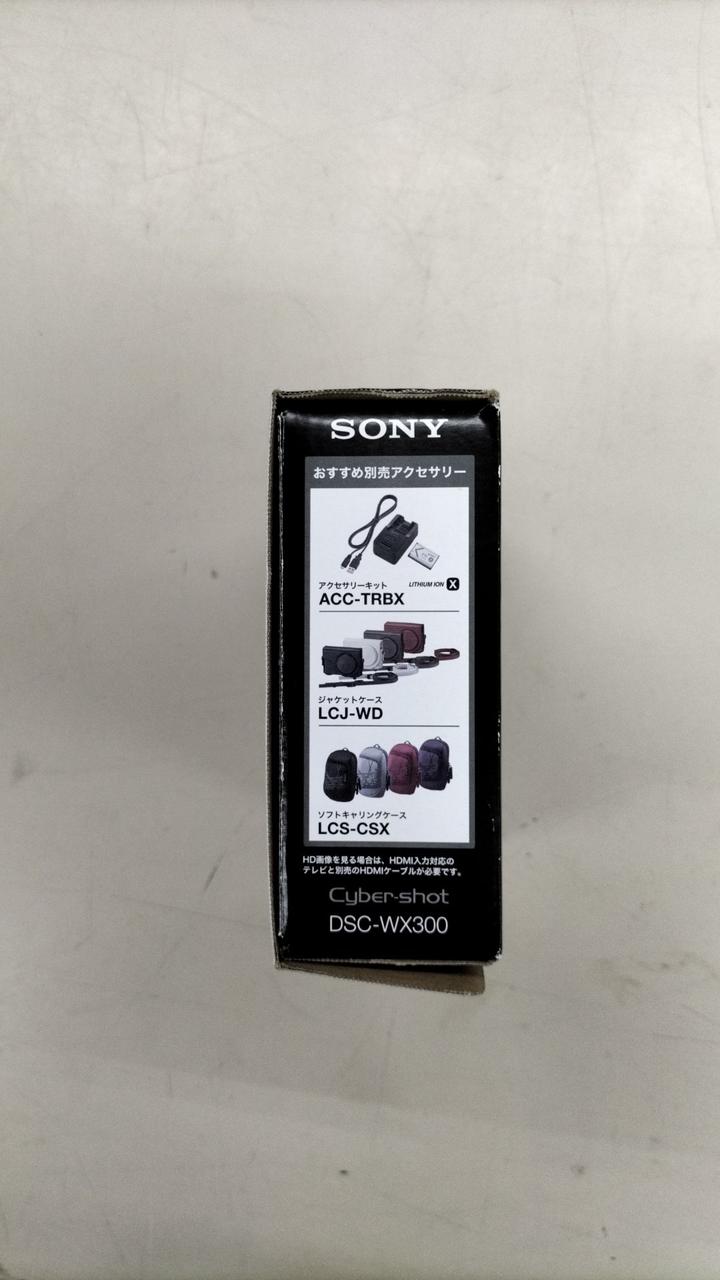 SONY
おすすめ別売アクセサリー
アクセサリーキット LITHIUM ION X
ACC-TRBX
ジャケットケース
LCJ-WD
ソフトキャリングケース
LCS-CSX
HD画像を見る場合は、HDMI入力対応の
テレビと別売のHDMIケーブルが必要です。
Cyber-shot
DSC-WX300